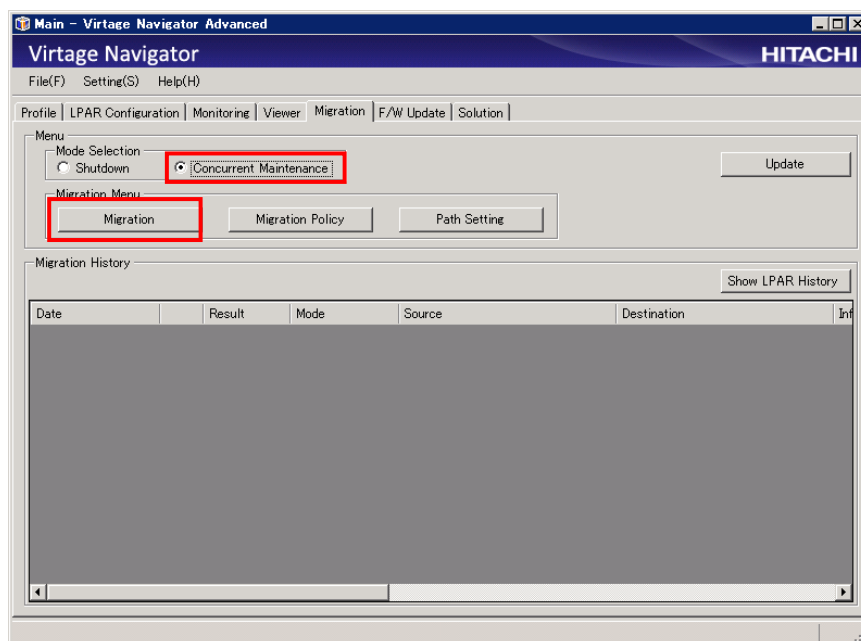 Main - Virtage Navigator Advanced
Virtage Navigator
HITACHI
File(F) Setting(S) Help(H)
Profile LPAR Configuration Monitoring Viewer Migration F/W Update Solution
Menu
Mode Selection
Shutdown Concurrent Maintenance Update
Migration Menu
Migration Migration Policy Path Setting
Migration History
Show LPAR History
Date Result Mode Source Destination Inf